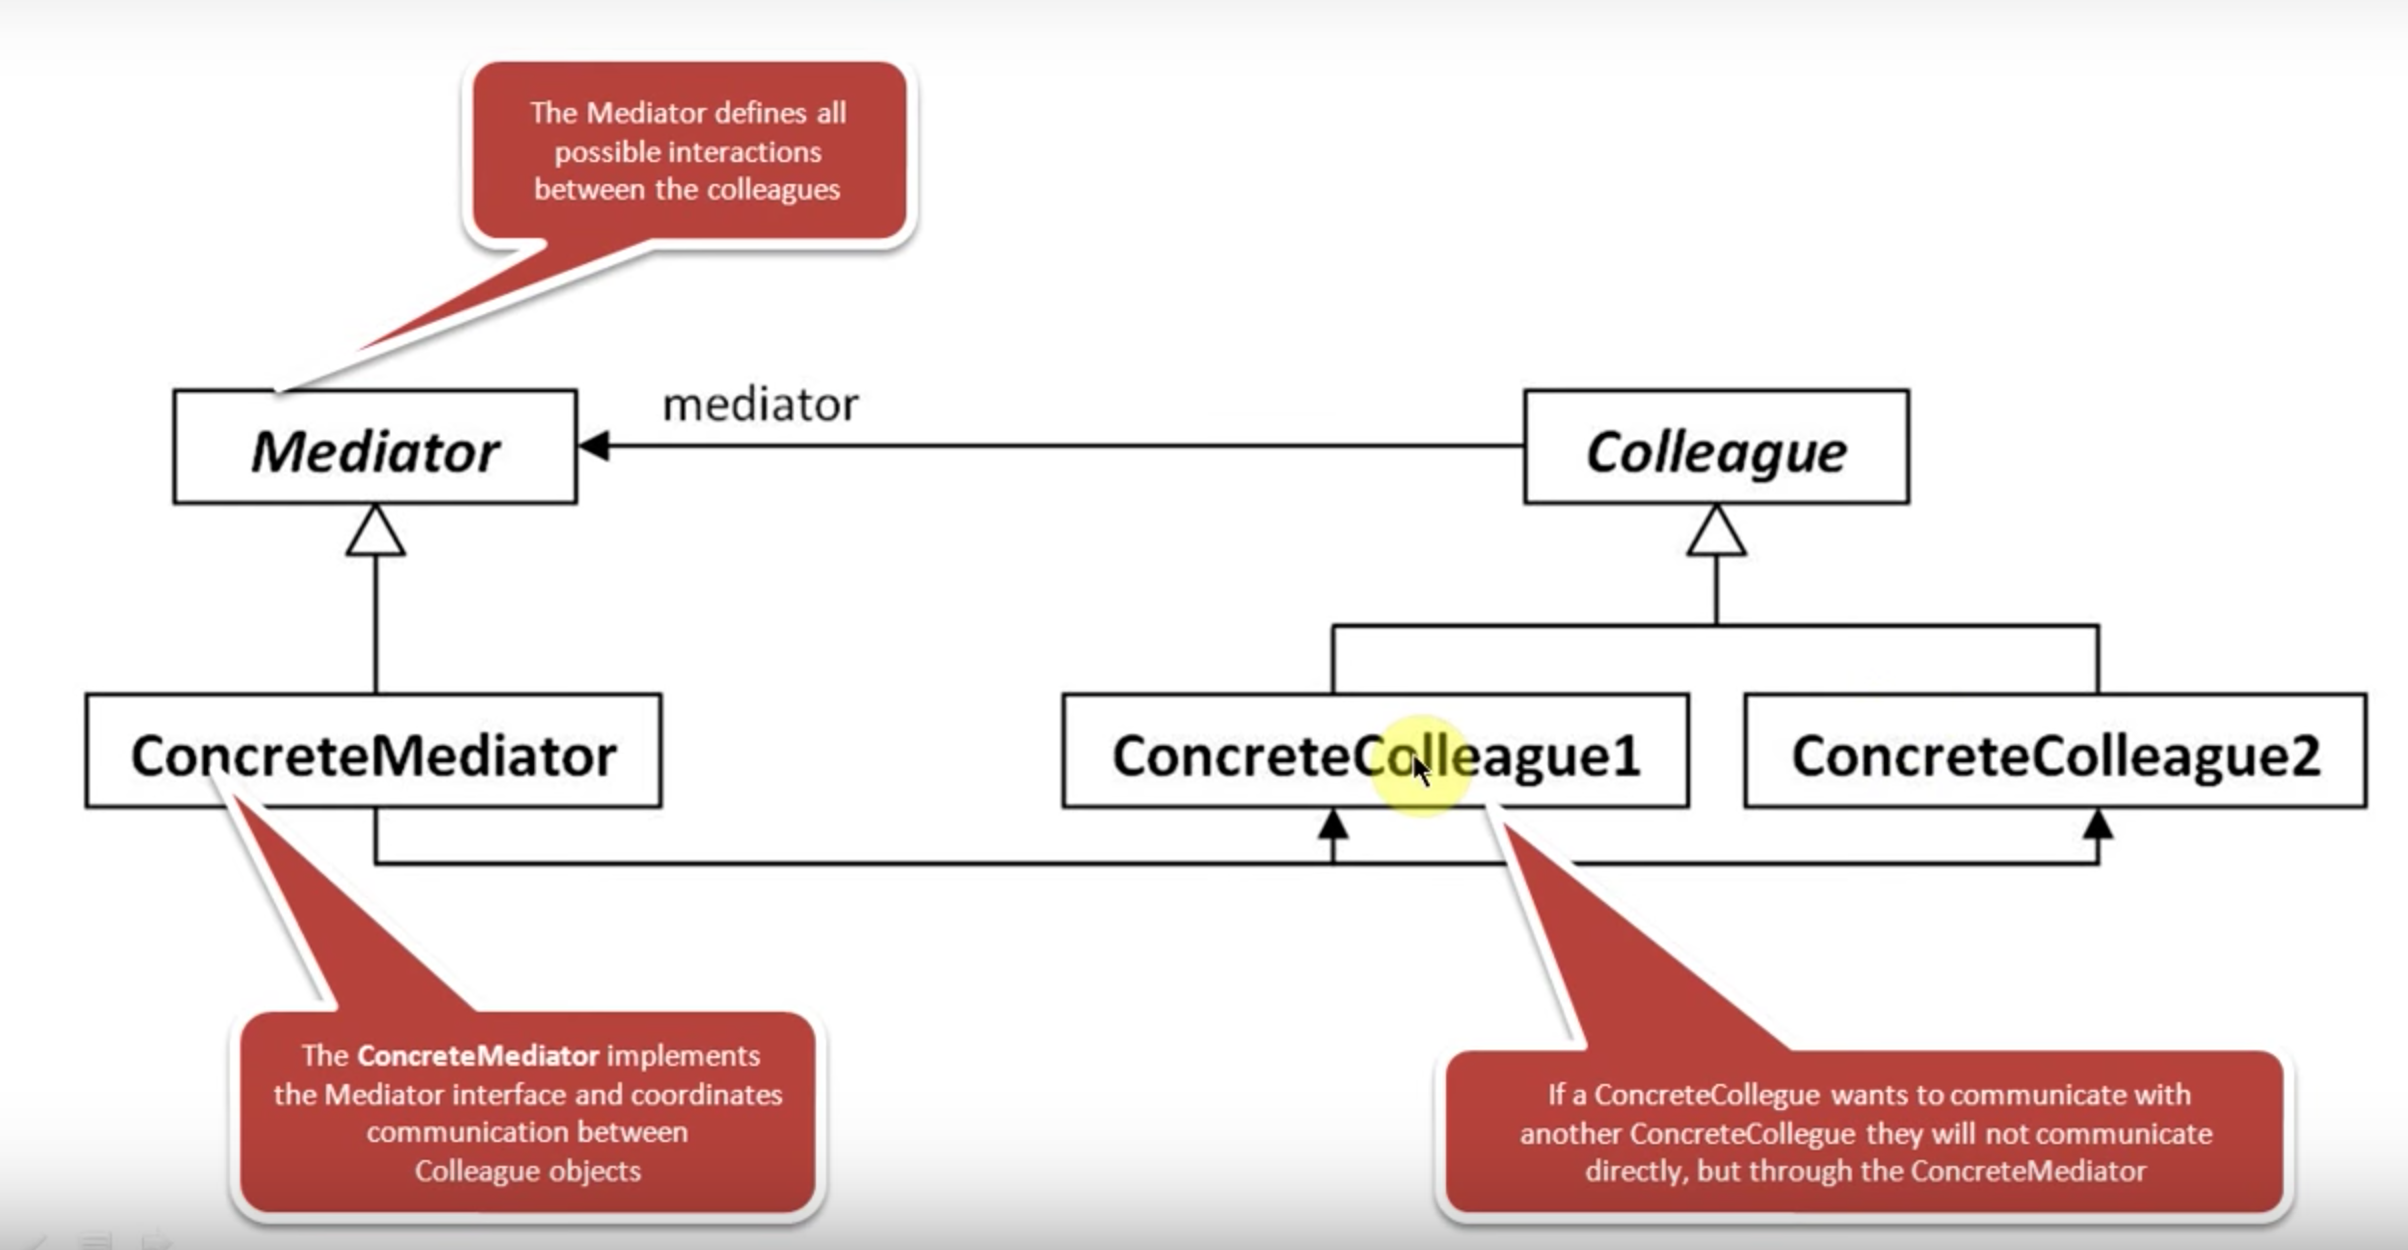 The Mediator defines all
possible interactions
between the colleagues
mediator
Mediator
Colleague
ConcreteMediator
ConcreteColleague1
ConcreteColleague2
The ConcreteMediator implements
the Mediator interface and coordinates
communication between
Colleague objects
If a ConcreteCollegue wants to communicate with
another ConcreteCollegue they will not communicate
directly, but through the ConcreteMediator